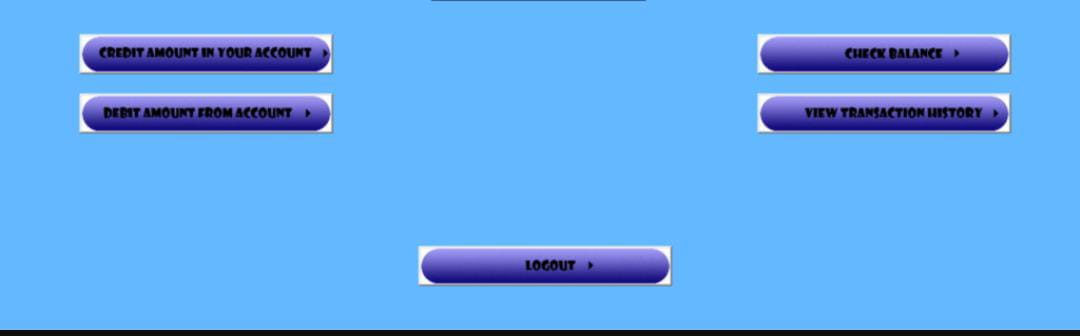 CREDIT AMOUNT IN YOUR ACCOUNT
CHECK BALANCE
DEBIT AMOUNT FROM ACCOUNT
VIEW TRANSACTION HISTORY
LOGOUT